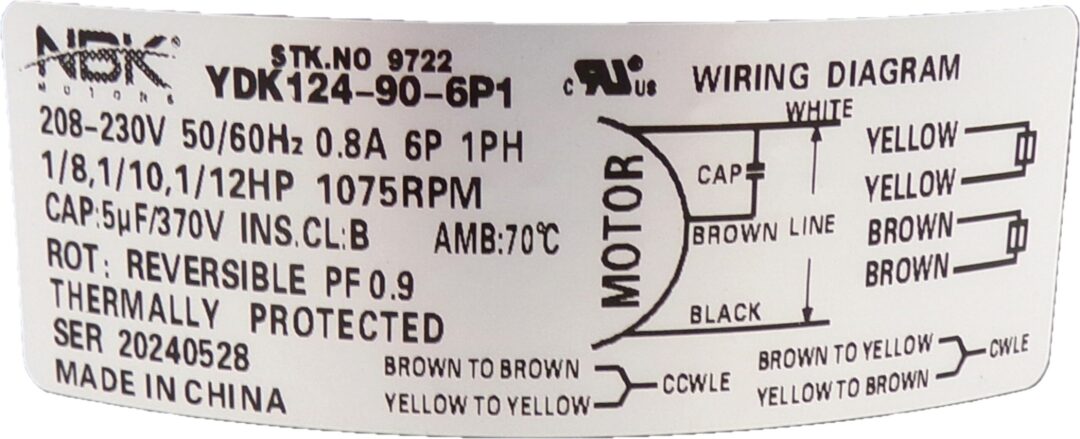 NBK®
MOTORS
STK.NO 9722
YDK124-90-6P1
208-230V 50/60Hz 0.8A 6P 1PH
1/8,1/10,1/12HP 1075RPM
CAP:5µF/370V INS.CL:B AMB:70℃
ROT: REVERSIBLE PF0.9
THERMALLY PROTECTED
SER 20240528
MADE IN CHINA
BROWN TO BROWN
YELLOW TO YELLOW
CCWLE
c RU® us
WIRING DIAGRAM
WHITE
CAP
MOTOR
BROWN LINE
BLACK
YELLOW
YELLOW
BROWN
BROWN
BROWN TO YELLOW
YELLOW TO BROWN
CWLE